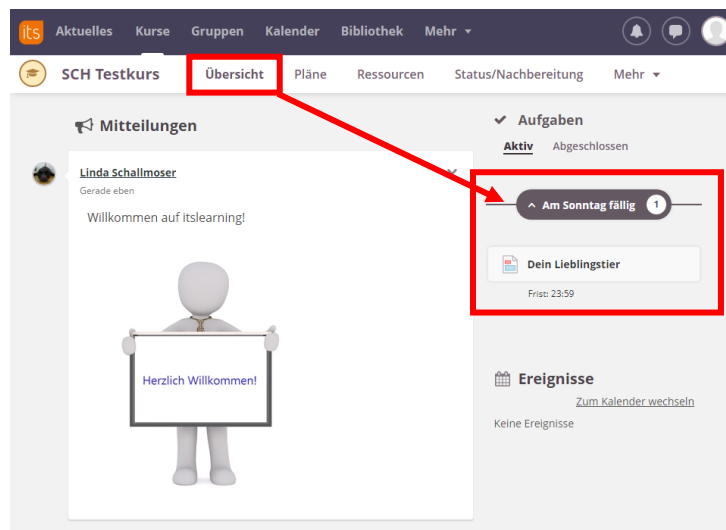 its Aktuelles Kurse Gruppen Kalender Bibliothek Mehr
SCH Testkurs Übersicht Pläne Ressourcen Status/Nachbereitung Mehr
Mitteilungen
Linda Schallmoser
Gerade eben
Willkommen auf itslearning!
Herzlich Willkommen!
Aufgaben
Aktiv Abgeschlossen
Am Sonntag fällig 1
Dein Lieblingstier
Frist: 23:59
Ereignisse
Zum Kalender wechseln
Keine Ereignisse